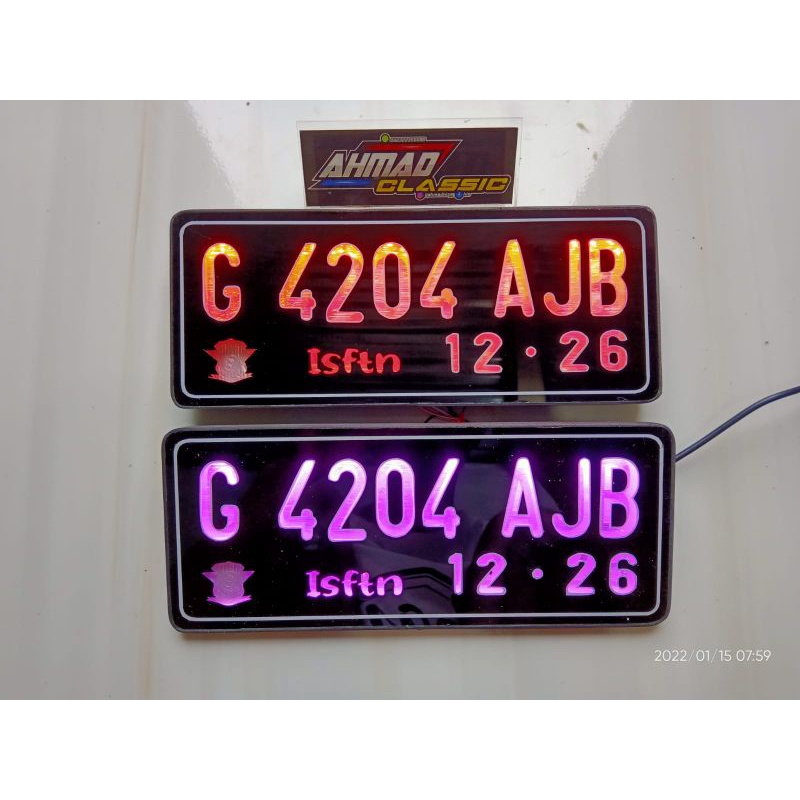 AHMAD
CLASSIC
G 4204 AJB
Isftn 12 · 26
G 4204 AJB
Isftn 12 · 26
2022/01/15 07:59